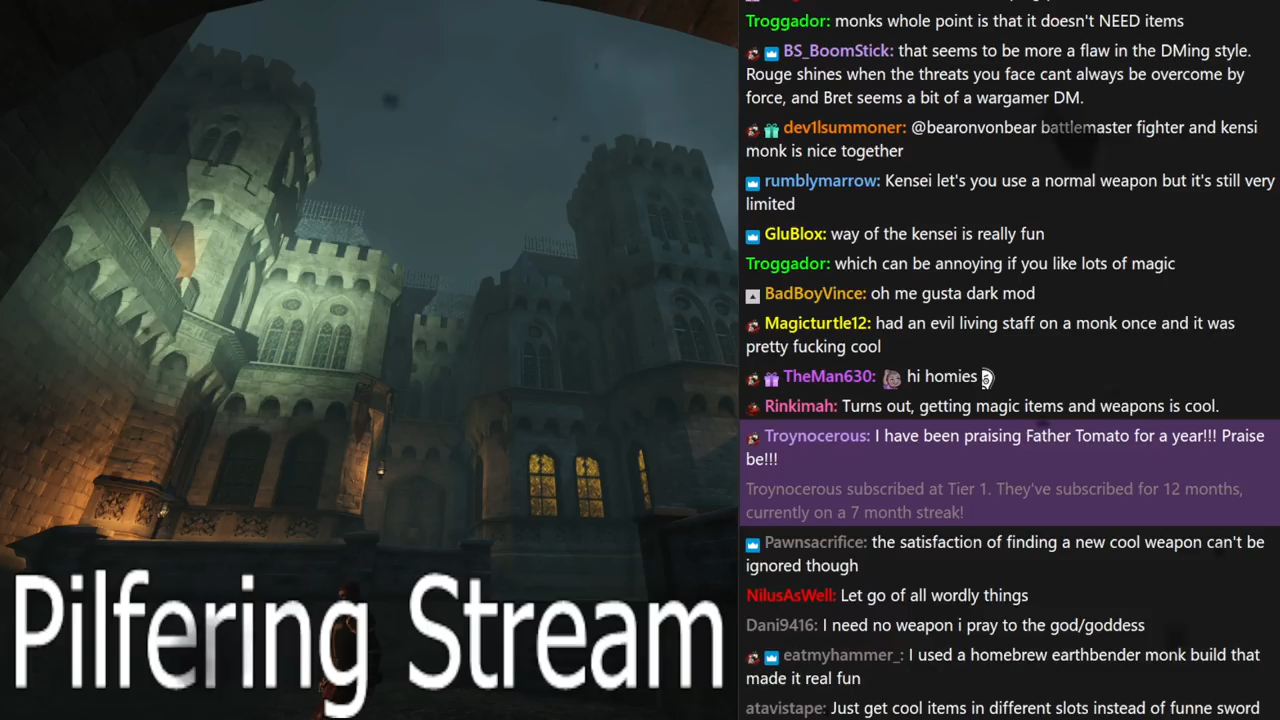 Troggador: monks whole point is that it doesn't NEED items
BS_BoomStick: that seems to be more a flaw in the DMing style.
Rouge shines when the threats you face cant always be overcome by
force, and Bret seems a bit of a wargamer DM.
dev1lsummoner: @bearonvonbear battlemaster fighter and kensi
monk is nice together
rumblymarrow: Kensei let's you use a normal weapon but it's still very
limited
GluBlox: way of the kensei is really fun
Troggador: which can be annoying if you like lots of magic
BadBoyVince: oh me gusta dark mod
Magicturtle12: had an evil living staff on a monk once and it was
pretty fucking cool
TheMan630: hi homies
Rinkimah: Turns out, getting magic items and weapons is cool.
Troynocerous: I have been praising Father Tomato for a year!!! Praise
be!!!
Troynocerous subscribed at Tier 1. They've subscribed for 12 months,
currently on a 7 month streak!
Pawnsacrifice: the satisfaction of finding a new cool weapon can't be
ignored though
NilusAsWell: Let go of all wordly things
Dani9416: I need no weapon i pray to the god/goddess
eatmyhammer_: I used a homebrew earthbender monk build that
made it real fun
atavistape: Just get cool items in different slots instead of funne sword
Pilfering Stream